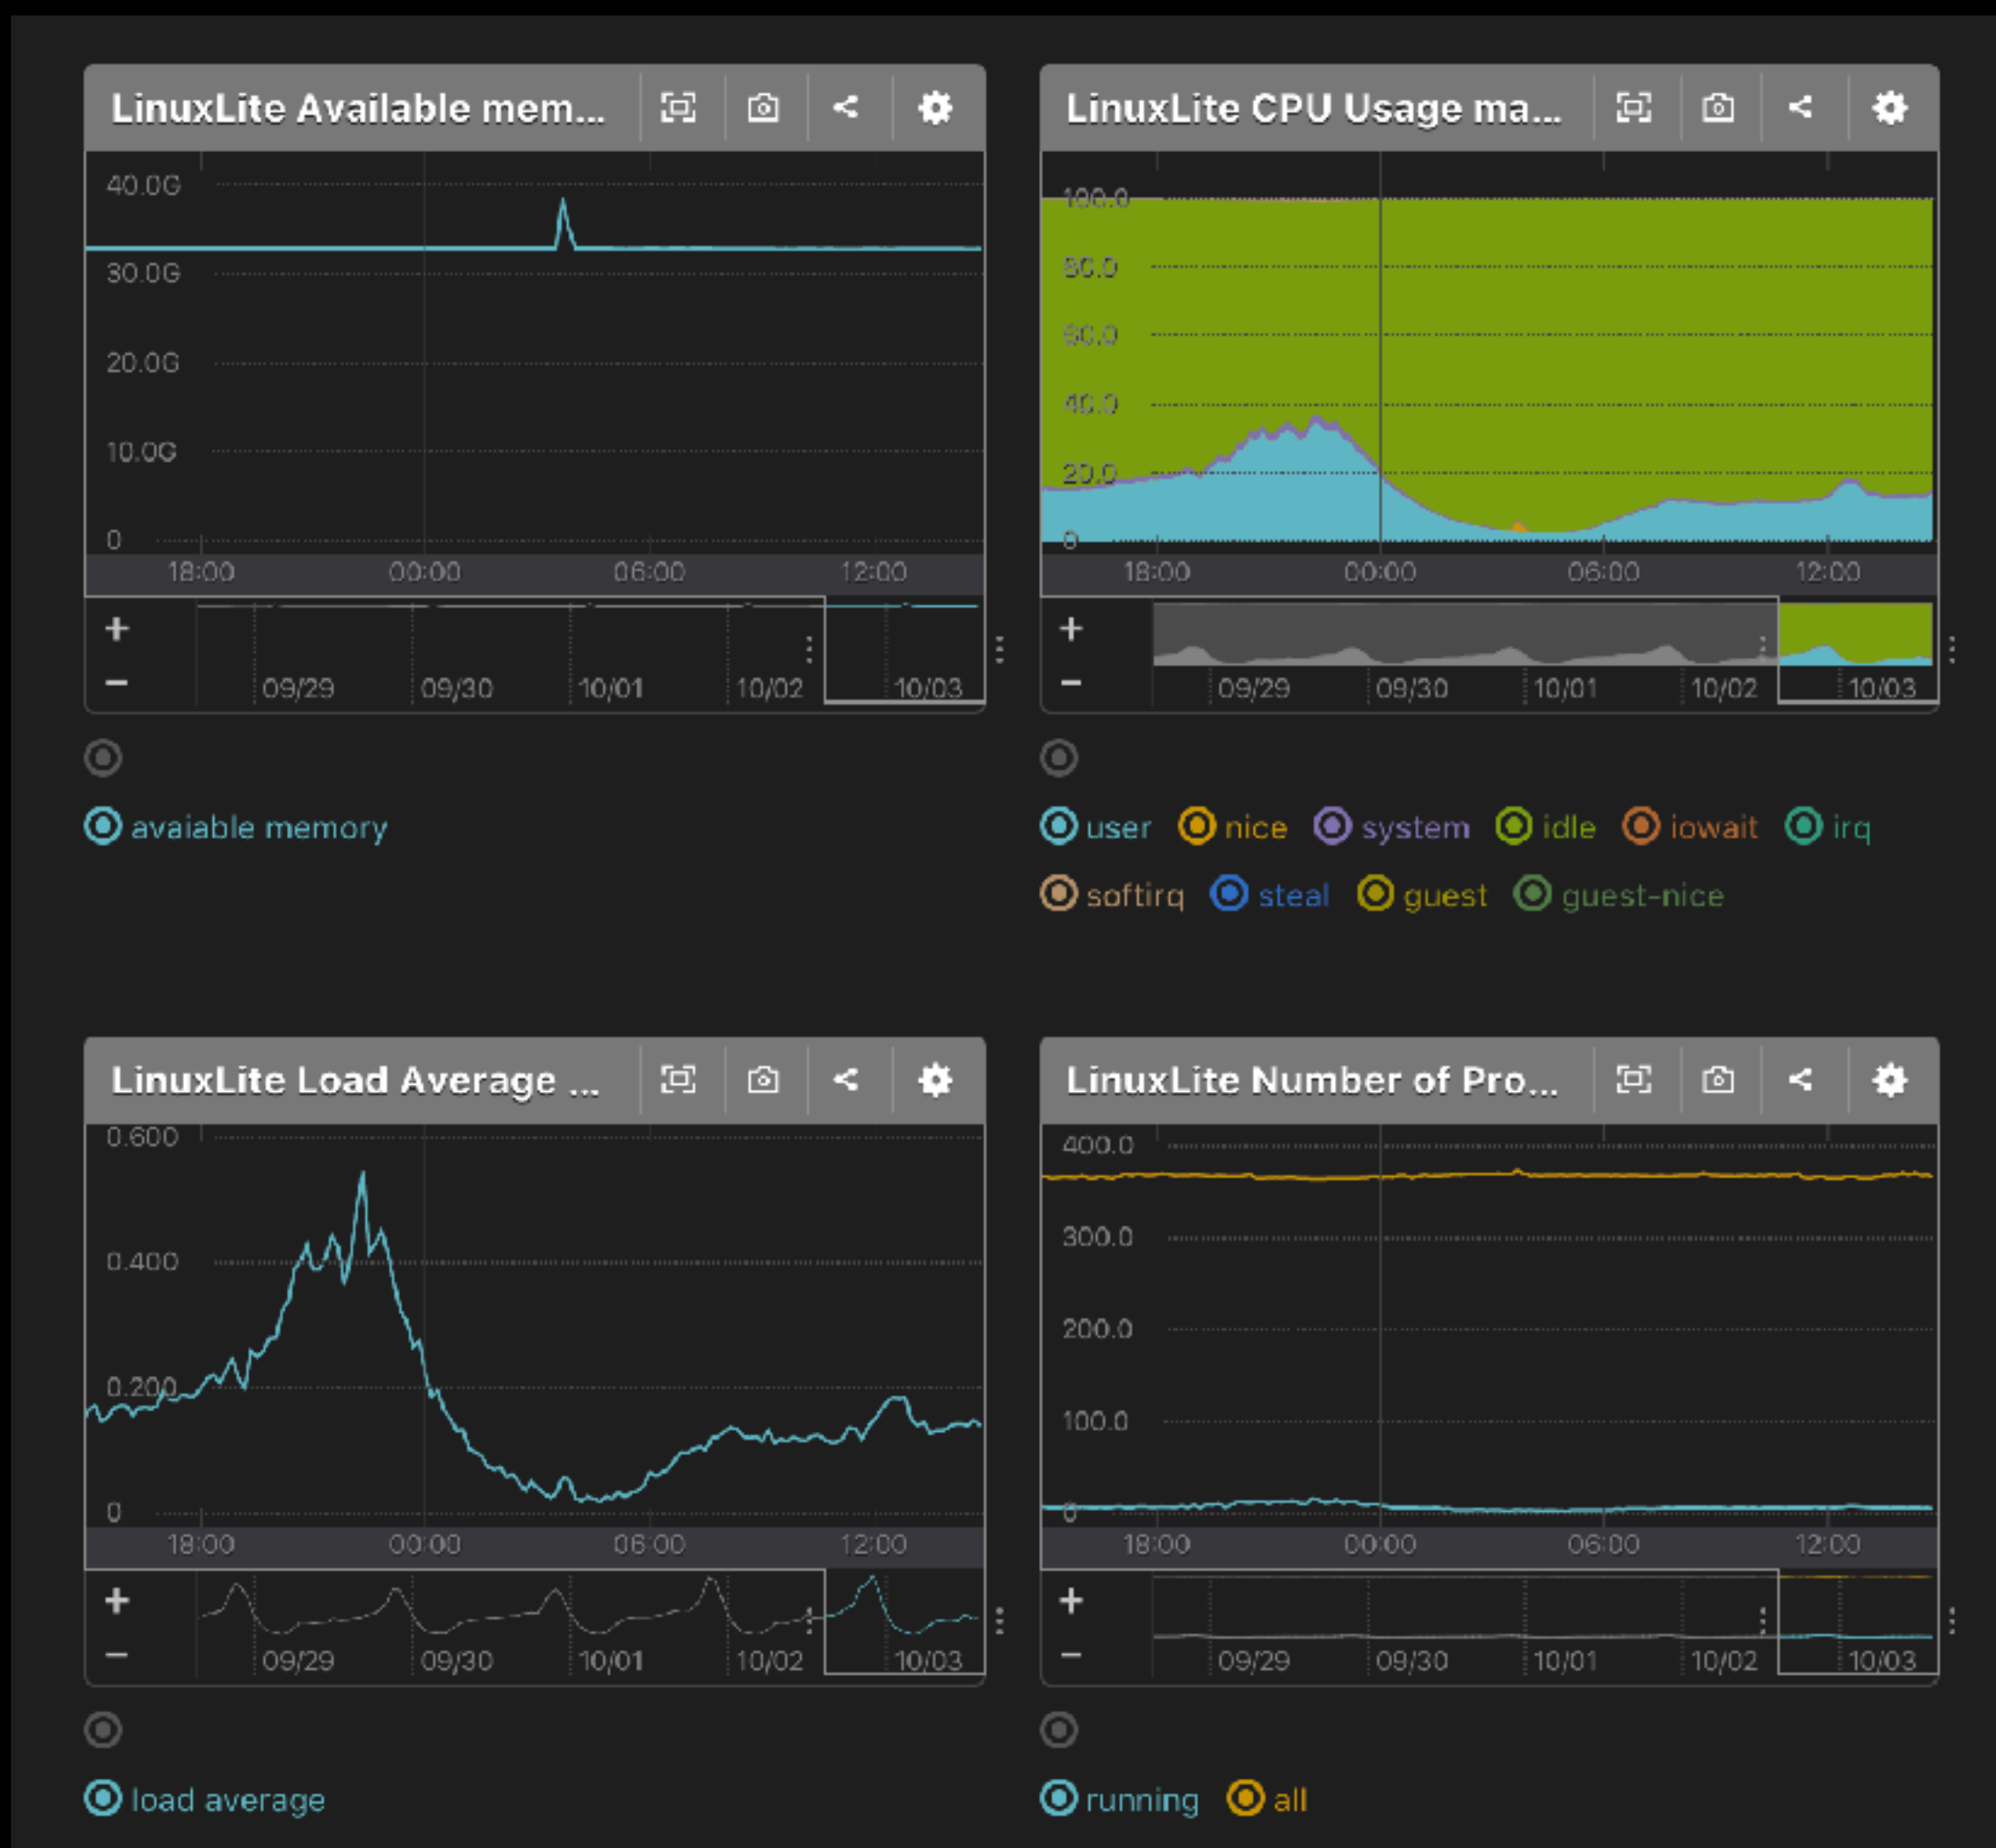 LinuxLite Available mem...
40.0G
30.0G
20.0G
10.0G
0
18:00 00:00 06:00 12:00
+
−
09/29 09/30 10/01 10/02 10/03
avaiable memory
LinuxLite CPU Usage ma...
100.0
80.0
60.0
40.0
20.0
0
18:00 00:00 06:00 12:00
+
−
09/29 09/30 10/01 10/02 10/03
user nice system idle iowait irq
softirq steal guest guest-nice
LinuxLite Load Average ...
0.600
0.400
0.200
0
18:00 00:00 06:00 12:00
+
−
09/29 09/30 10/01 10/02 10/03
load average
LinuxLite Number of Pro...
400.0
300.0
200.0
100.0
0
18:00 00:00 06:00 12:00
+
−
09/29 09/30 10/01 10/02 10/03
running all